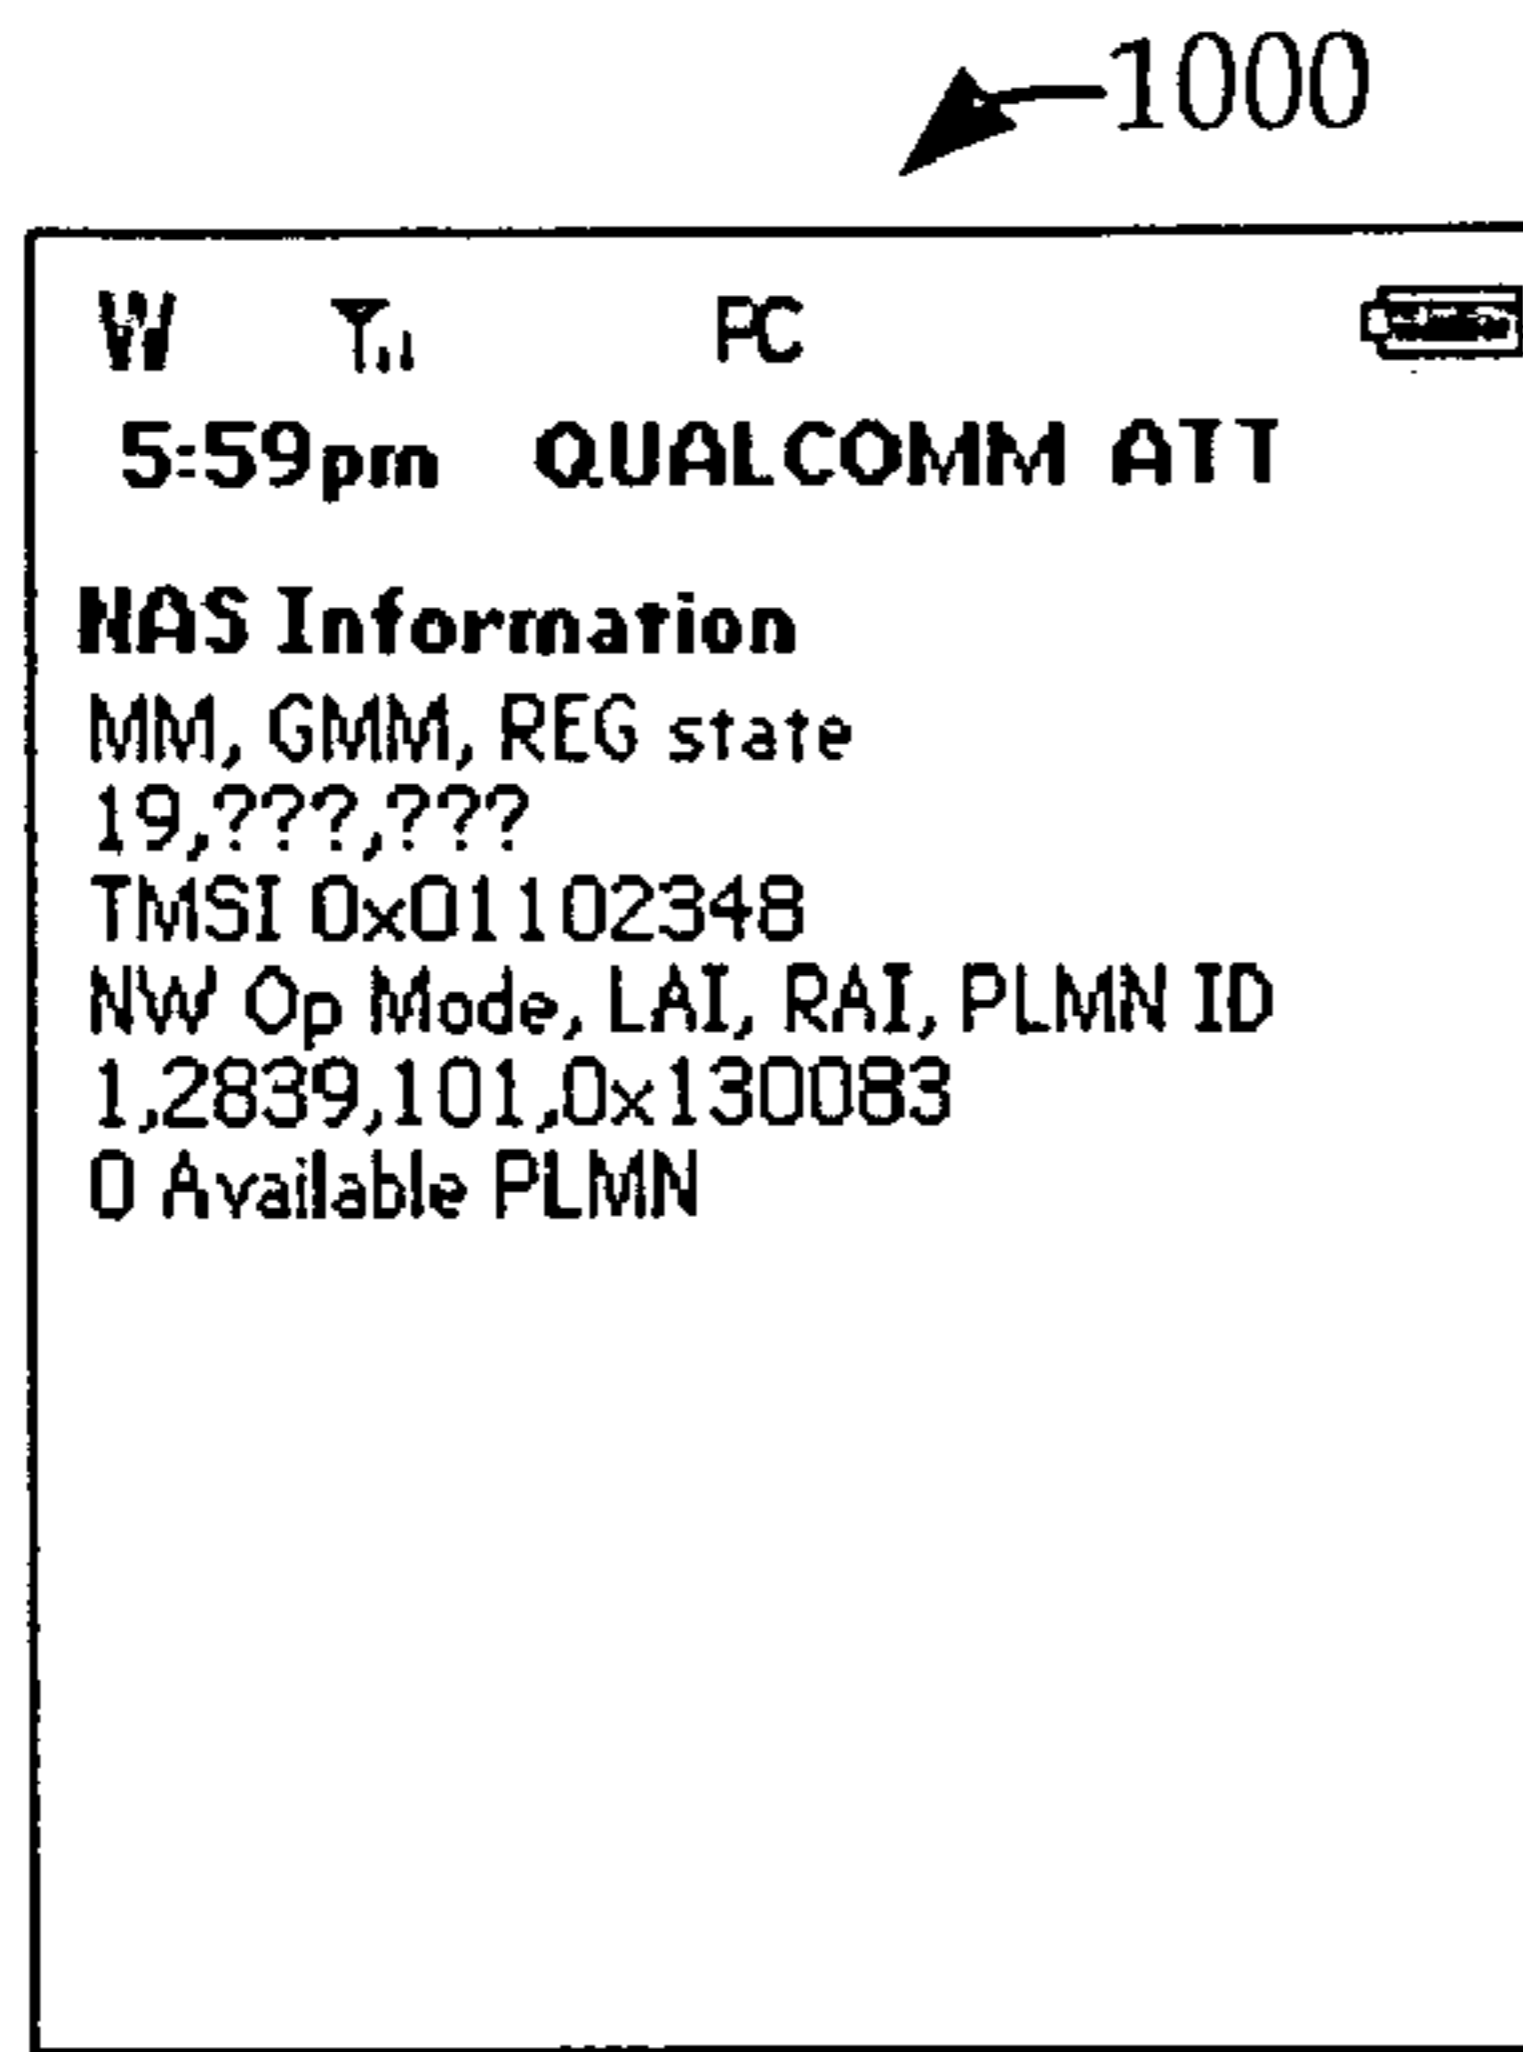 1000
W PC
5:59pm QUALCOMM ATT
NAS Information
MM, GMM, REG state
19,???,???
TMSI 0x01102348
NW Op Mode, LAI, RAI, PLMN ID
1,2839,101,0x130083
0 Available PLMN